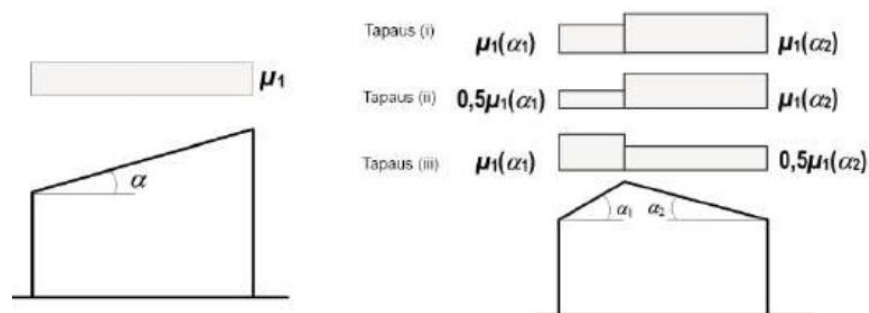 μ₁
α
Tapaus (i) μ₁(α₁) μ₁(α₂)
Tapaus (ii) 0,5μ₁(α₁) μ₁(α₂)
Tapaus (iii) μ₁(α₁) 0,5μ₁(α₂)
α₁ α₂